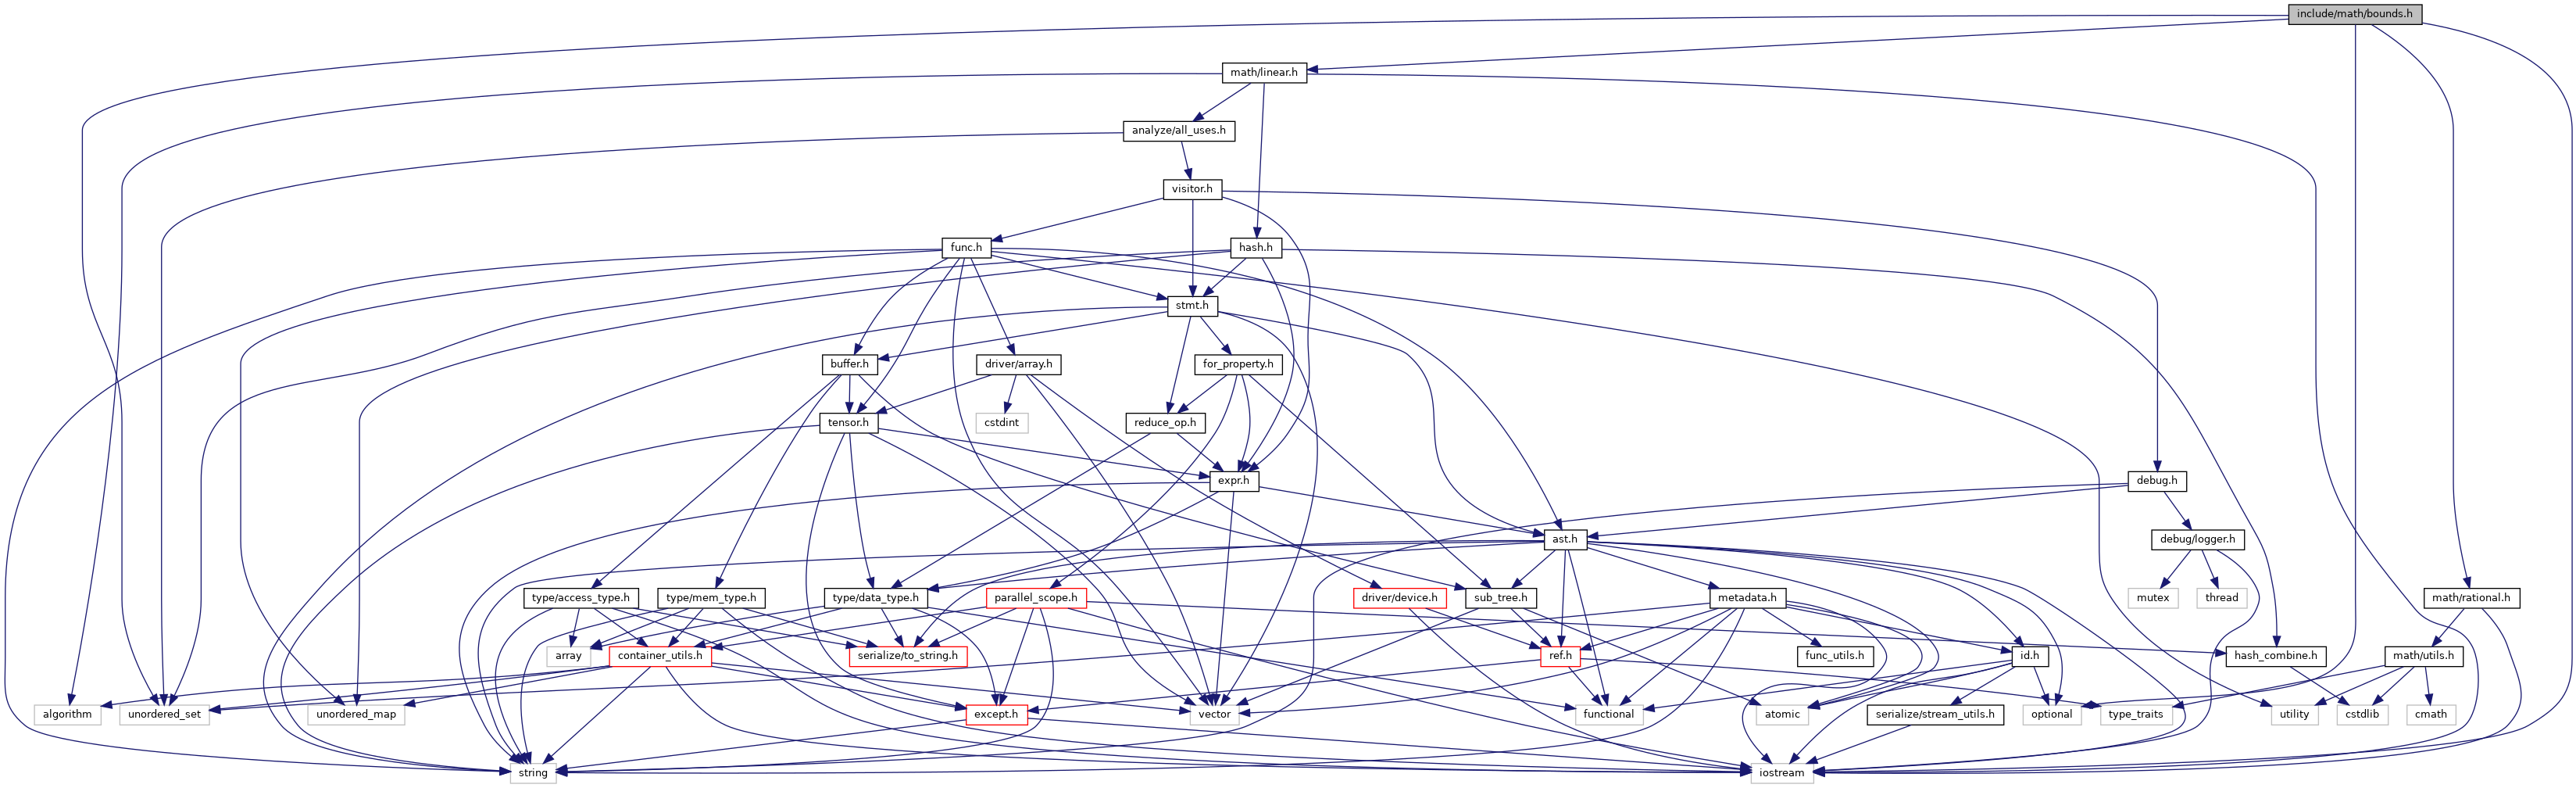 include/math/bounds.h
math/linear.h
analyze/all_uses.h
visitor.h
func.h
hash.h
stmt.h
buffer.h
driver/array.h
for_property.h
tensor.h
cstdint
reduce_op.h
expr.h
debug.h
ast.h
debug/logger.h
type/access_type.h
type/mem_type.h
type/data_type.h
parallel_scope.h
driver/device.h
sub_tree.h
metadata.h
mutex
thread
math/rational.h
array
container_utils.h
serialize/to_string.h
ref.h
func_utils.h
id.h
hash_combine.h
math/utils.h
algorithm
unordered_set
unordered_map
except.h
vector
functional
atomic
serialize/stream_utils.h
optional
type_traits
utility
cstdlib
cmath
string
iostream